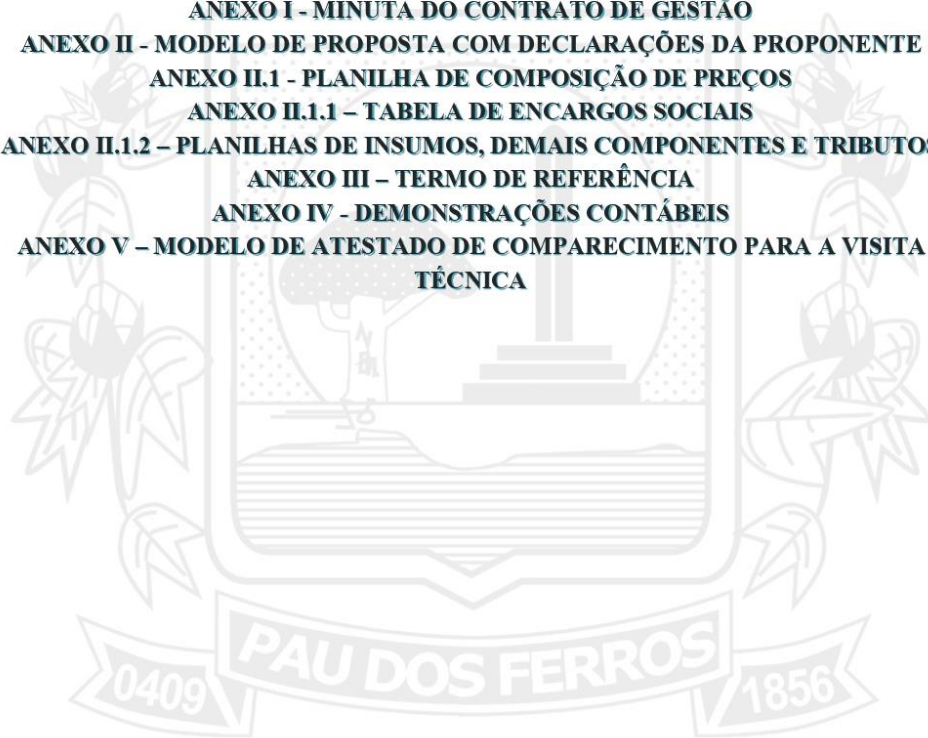 ANEXO I - MINUTA DO CONTRATO DE GESTÃO
ANEXO II - MODELO DE PROPOSTA COM DECLARAÇÕES DA PROPONENTE
ANEXO II.1 - PLANILHA DE COMPOSIÇÃO DE PREÇOS
ANEXO II.1.1 – TABELA DE ENCARGOS SOCIAIS
ANEXO II.1.2 – PLANILHAS DE INSUMOS, DEMAIS COMPONENTES E TRIBUTOS
ANEXO III – TERMO DE REFERÊNCIA
ANEXO IV - DEMONSTRAÇÕES CONTÁBEIS
ANEXO V – MODELO DE ATESTADO DE COMPARECIMENTO PARA A VISITA
TÉCNICA
PAU DOS FERROS
0409 1856